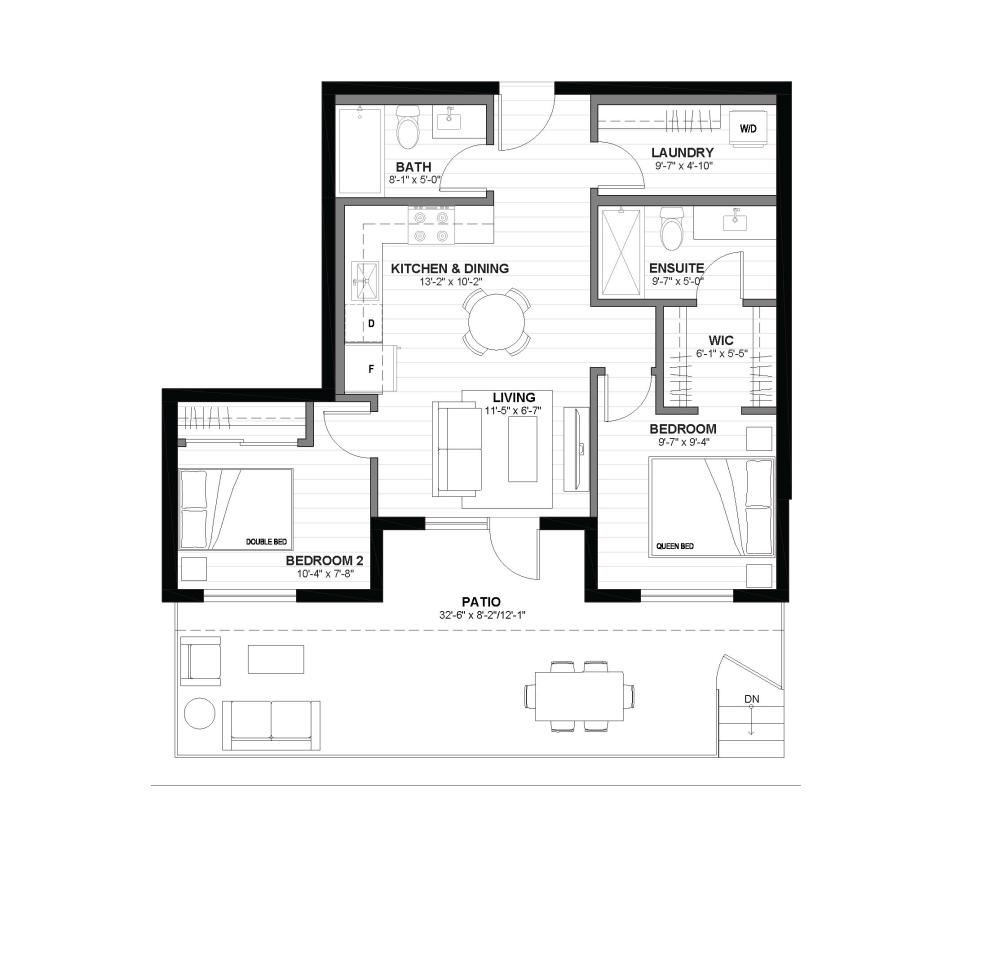 BATH
8'-1" x 5'-0"
LAUNDRY
9'-7" x 4'-10"
W/D
KITCHEN & DINING
13'-2" x 10'-2"
ENSUITE
9'-7" x 5'-0"
D
F
WIC
6'-1" x 5'-5"
LIVING
11'-5" x 6'-7"
BEDROOM
9'-7" x 9'-4"
DOUBLE BED
QUEEN BED
BEDROOM 2
10'-4" x 7'-8"
PATIO
32'-6" x 8'-2"/12'-1"
DN